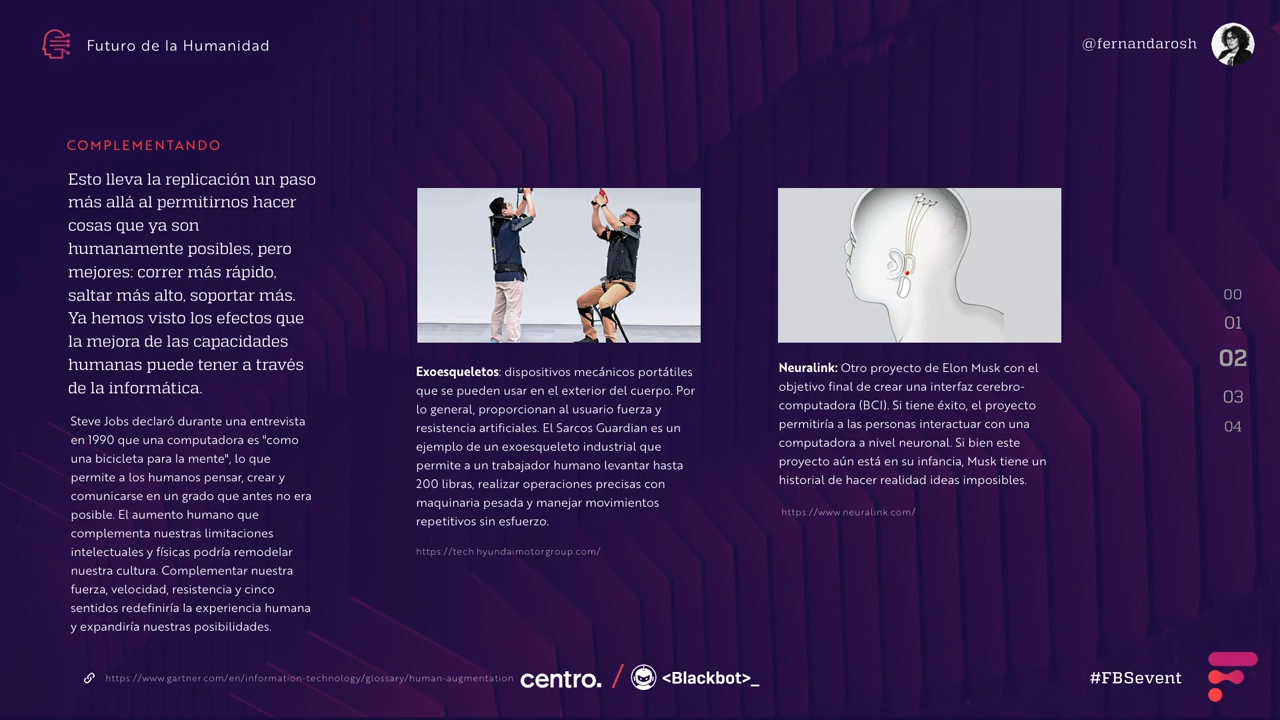 Futuro de la Humanidad
@fernandarosh
COMPLEMENTANDO
Esto lleva la replicación un paso
más allá al permitirnos hacer
cosas que ya son
humanamente posibles, pero
mejores: correr más rápido,
saltar más alto, soportar más.
Ya hemos visto los efectos que
la mejora de las capacidades
humanas puede tener a través
de la informática.
Steve Jobs declaró durante una entrevista
en 1990 que una computadora es "como
una bicicleta para la mente", lo que
permite a los humanos pensar, crear y
comunicarse en un grado que antes no era
posible. El aumento humano que
complementa nuestras limitaciones
intelectuales y físicas podría remodelar
nuestra cultura. Complementar nuestra
fuerza, velocidad, resistencia y cinco
sentidos redefiniría la experiencia humana
y expandiría nuestras posibilidades.
Exoesqueletos: dispositivos mecánicos portátiles
que se pueden usar en el exterior del cuerpo. Por
lo general, proporcionan al usuario fuerza y
resistencia artificiales. El Sarcos Guardian es un
ejemplo de un exoesqueleto industrial que
permite a un trabajador humano levantar hasta
200 libras, realizar operaciones precisas con
maquinaria pesada y manejar movimientos
repetitivos sin esfuerzo.
https://tech.hyundaimotorgroup.com/
Neuralink: Otro proyecto de Elon Musk con el
objetivo final de crear una interfaz cerebro-
computadora (BCI). Si tiene éxito, el proyecto
permitiría a las personas interactuar con una
computadora a nivel neuronal. Si bien este
proyecto aún está en su infancia, Musk tiene un
historial de hacer realidad ideas imposibles.
https://www.neuralink.com/
00
01
02
03
04
https://www.gartner.com/en/information-technology/glossary/human-augmentation
centro. / <Blackbot>_
#FBSevent